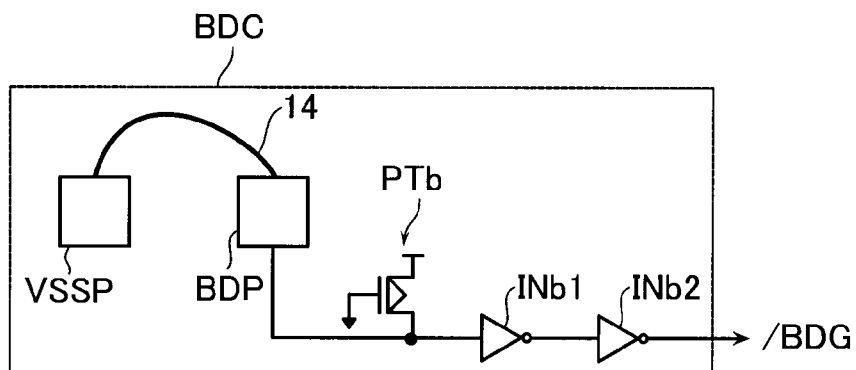 BDC
14
PTb
VSSP
BDP
INb1
INb2
/BDG